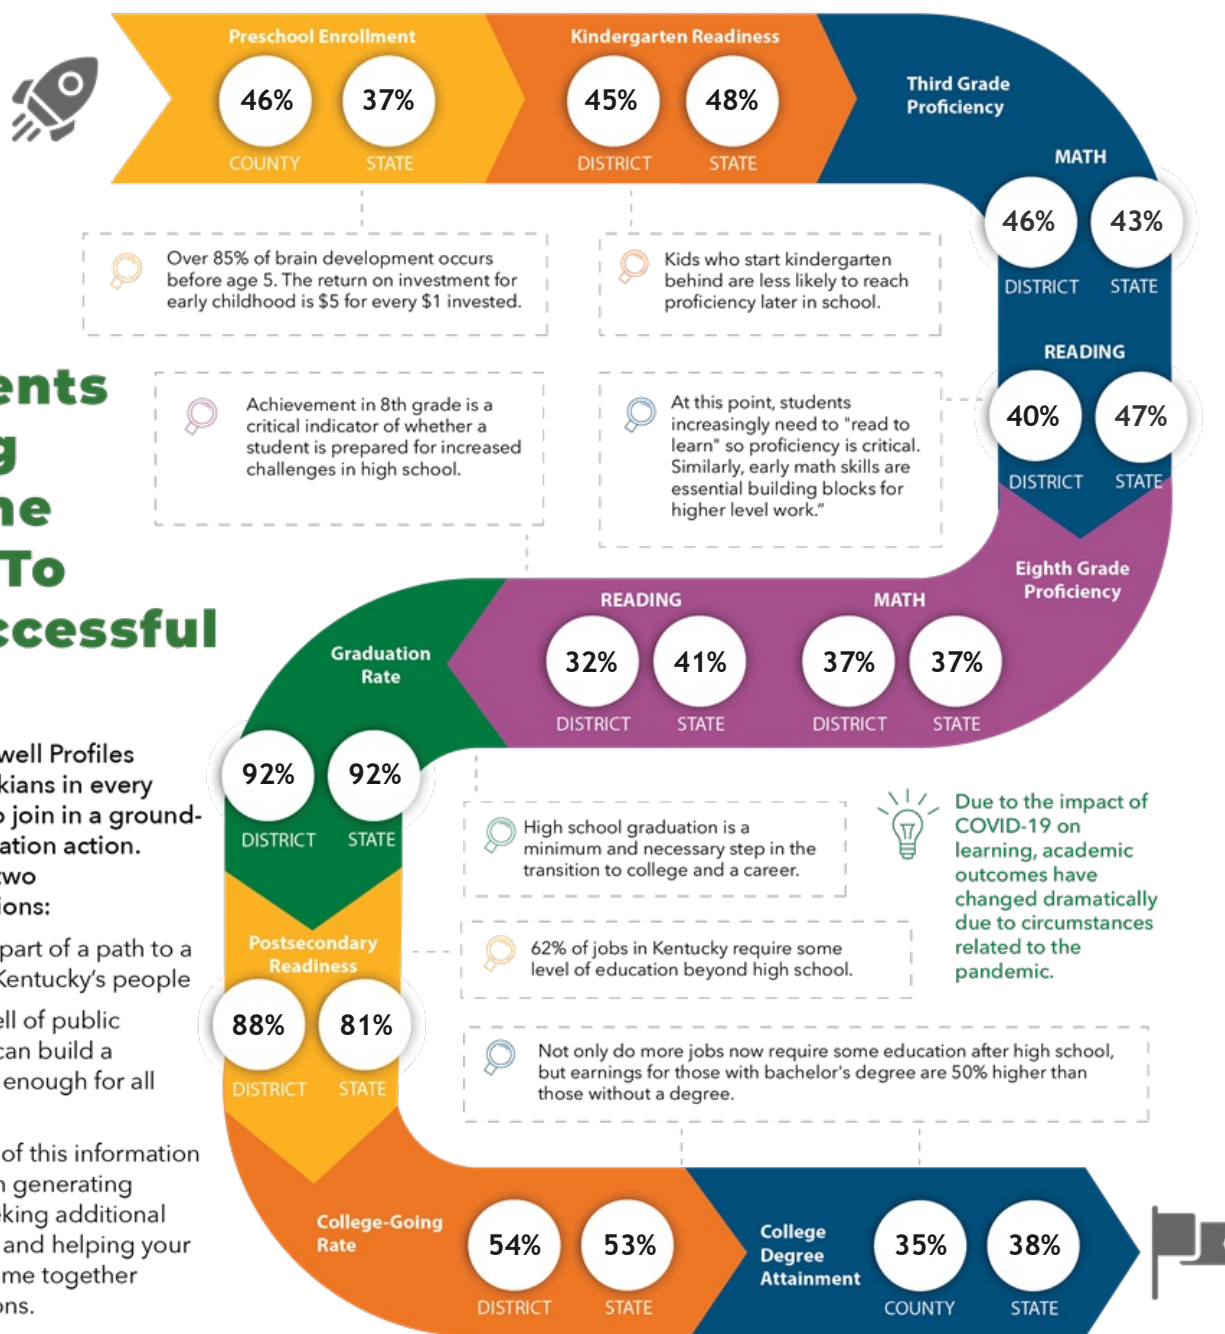 Preschool Enrollment
46%
37%
COUNTY
STATE
Kindergarten Readiness
45%
48%
DISTRICT
STATE
Third Grade
Proficiency
MATH
46%
43%
DISTRICT
STATE
READING
40%
47%
DISTRICT
STATE
Over 85% of brain development occurs
before age 5. The return on investment for
early childhood is $5 for every $1 invested.
Kids who start kindergarten
behind are less likely to reach
proficiency later in school.
Achievement in 8th grade is a
critical indicator of whether a
student is prepared for increased
challenges in high school.
At this point, students
increasingly need to "read to
learn" so proficiency is critical.
Similarly, early math skills are
essential building blocks for
higher level work.”
ents
g
ne
To
ccessful
Eighth Grade
Proficiency
READING
32%
41%
DISTRICT
STATE
MATH
37%
37%
DISTRICT
STATE
Graduation
Rate
92%
92%
DISTRICT
STATE
well Profiles
kians in every
o join in a ground-
ation action.
two
ions:
part of a path to a
Kentucky’s people
ell of public
can build a
enough for all
of this information
n generating
eking additional
and helping your
me together
ons.
High school graduation is a
minimum and necessary step in the
transition to college and a career.
Due to the impact of
COVID-19 on
learning, academic
outcomes have
changed dramatically
due to circumstances
related to the
pandemic.
Postsecondary
Readiness
88%
81%
DISTRICT
STATE
62% of jobs in Kentucky require some
level of education beyond high school.
Not only do more jobs now require some education after high school,
but earnings for those with bachelor's degree are 50% higher than
those without a degree.
College-Going
Rate
54%
53%
DISTRICT
STATE
College
Degree
Attainment
35%
38%
COUNTY
STATE